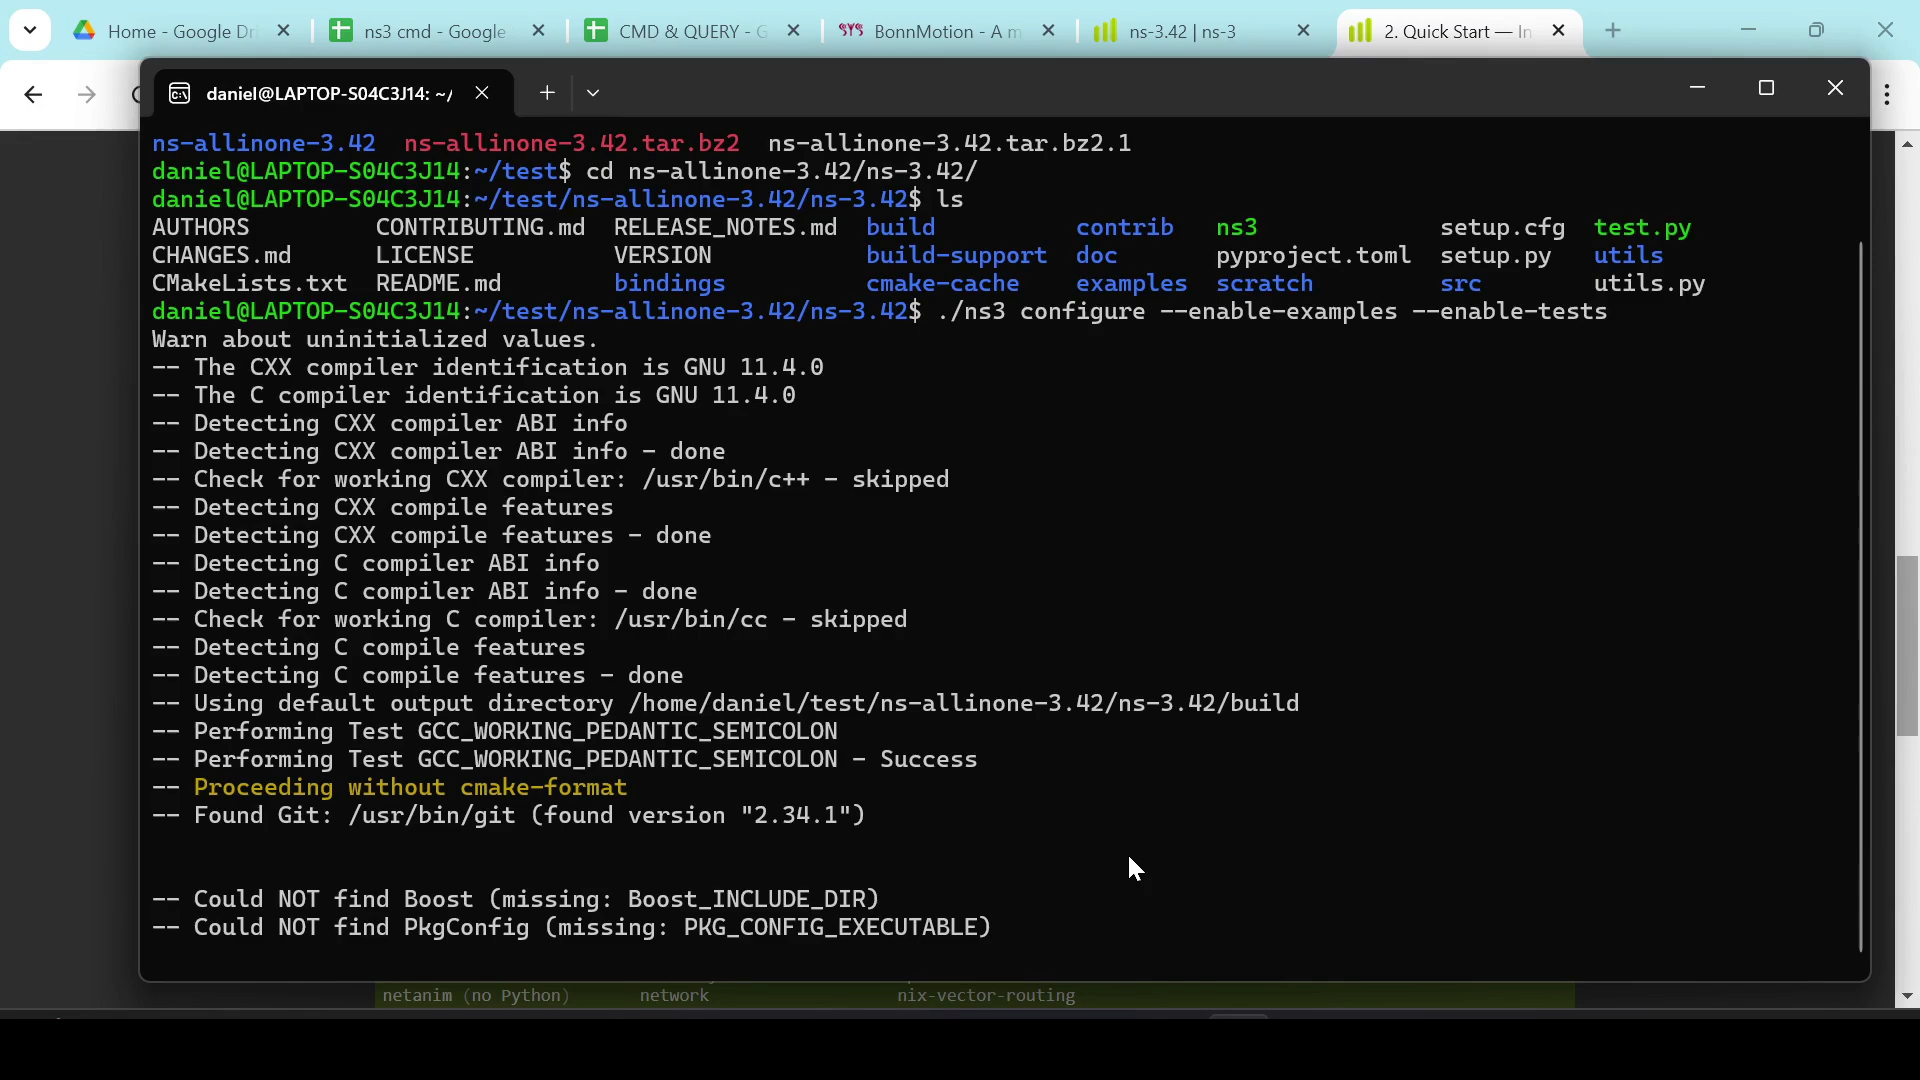 Home - Google Dri
ns3 cmd - Google
CMD & QUERY - G
SYS BonnMotion - A m
ns-3.42 | ns-3
2. Quick Start — In
daniel@LAPTOP-S04C3J14: ~/
ns-allinone-3.42 ns-allinone-3.42.tar.bz2 ns-allinone-3.42.tar.bz2.1
daniel@LAPTOP-S04C3J14:~/test$ cd ns-allinone-3.42/ns-3.42/
daniel@LAPTOP-S04C3J14:~/test/ns-allinone-3.42/ns-3.42$ ls
AUTHORS CONTRIBUTING.md RELEASE_NOTES.md build contrib ns3 setup.cfg test.py
CHANGES.md LICENSE VERSION build-support doc pyproject.toml setup.py utils
CMakeLists.txt README.md bindings cmake-cache examples scratch src utils.py
daniel@LAPTOP-S04C3J14:~/test/ns-allinone-3.42/ns-3.42$ ./ns3 configure --enable-examples --enable-tests
Warn about uninitialized values.
-- The CXX compiler identification is GNU 11.4.0
-- The C compiler identification is GNU 11.4.0
-- Detecting CXX compiler ABI info
-- Detecting CXX compiler ABI info - done
-- Check for working CXX compiler: /usr/bin/c++ - skipped
-- Detecting CXX compile features
-- Detecting CXX compile features - done
-- Detecting C compiler ABI info
-- Detecting C compiler ABI info - done
-- Check for working C compiler: /usr/bin/cc - skipped
-- Detecting C compile features
-- Detecting C compile features - done
-- Using default output directory /home/daniel/test/ns-allinone-3.42/ns-3.42/build
-- Performing Test GCC_WORKING_PEDANTIC_SEMICOLON
-- Performing Test GCC_WORKING_PEDANTIC_SEMICOLON - Success
-- Proceeding without cmake-format
-- Found Git: /usr/bin/git (found version "2.34.1")
-- Could NOT find Boost (missing: Boost_INCLUDE_DIR)
-- Could NOT find PkgConfig (missing: PKG_CONFIG_EXECUTABLE)
netanim (no Python) network nix-vector-routing